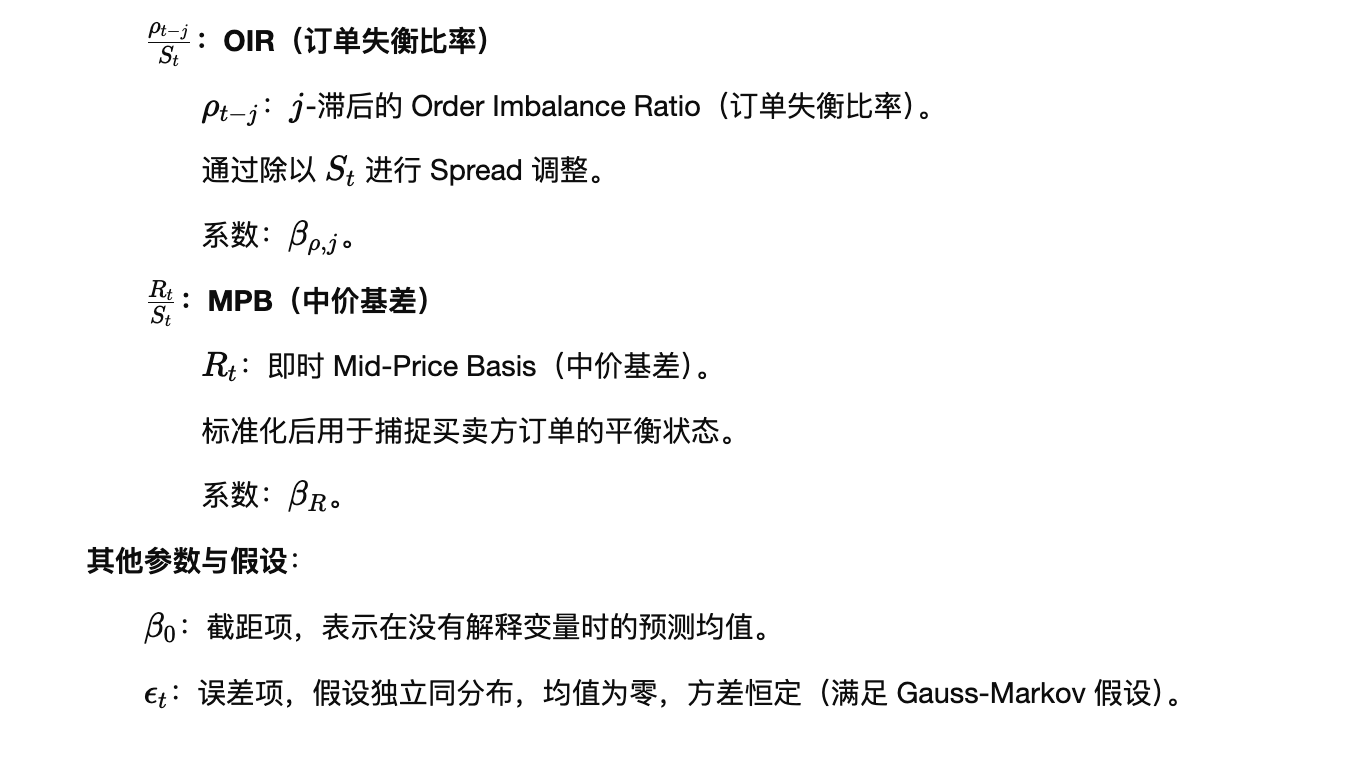 $\frac{\rho_{t-j}}{S_t}$：OIR（订单失衡比率）
$\rho_{t-j}$：$j$-滞后的 Order Imbalance Ratio（订单失衡比率）。
通过除以 $S_t$ 进行 Spread 调整。
系数：$\beta_{\rho,j}$。
$\frac{R_t}{S_t}$：MPB（中价基差）
$R_t$：即时 Mid-Price Basis（中价基差）。
标准化后用于捕捉买卖方订单的平衡状态。
系数：$\beta_R$。
其他参数与假设：
$\beta_0$：截距项，表示在没有解释变量时的预测均值。
$\epsilon_t$：误差项，假设独立同分布，均值为零，方差恒定（满足 Gauss-Markov 假设）。